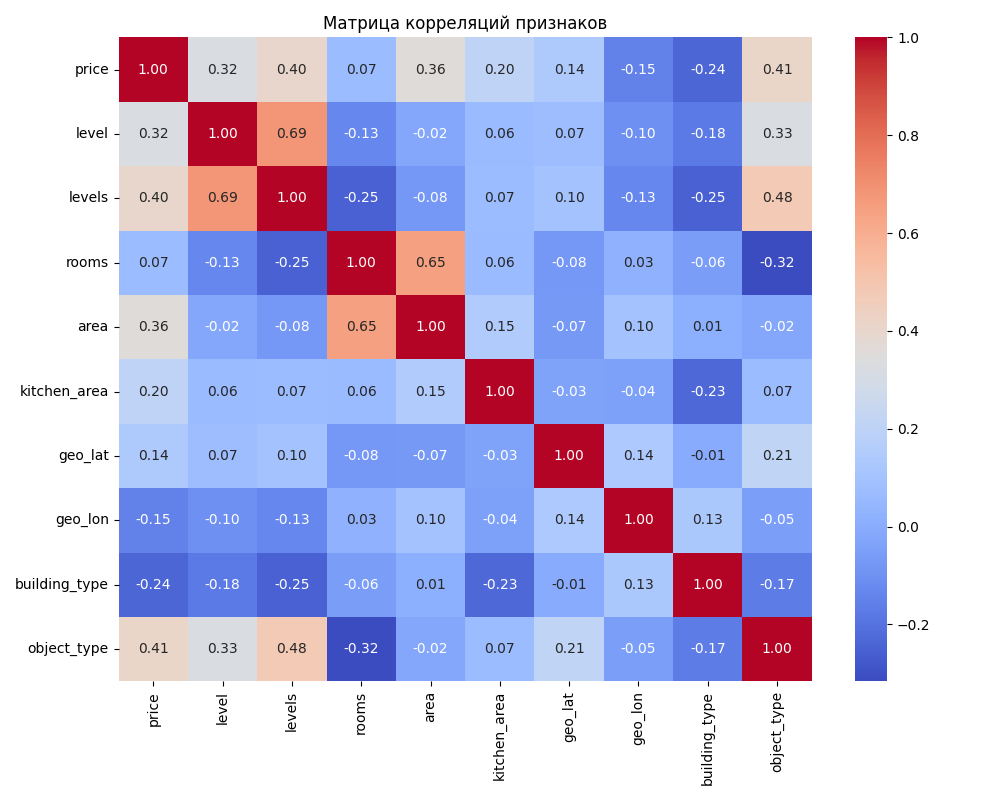 Матрица корреляций признаков
price 1.00 0.32 0.40 0.07 0.36 0.20 0.14 -0.15 -0.24 0.41
level 0.32 1.00 0.69 -0.13 -0.02 0.06 0.07 -0.10 -0.18 0.33
levels 0.40 0.69 1.00 -0.25 -0.08 0.07 0.10 -0.13 -0.25 0.48
rooms 0.07 -0.13 -0.25 1.00 0.65 0.06 -0.08 0.03 -0.06 -0.32
area 0.36 -0.02 -0.08 0.65 1.00 0.15 -0.07 0.10 0.01 -0.02
kitchen_area 0.20 0.06 0.07 0.06 0.15 1.00 -0.03 -0.04 -0.23 0.07
geo_lat 0.14 0.07 0.10 -0.08 -0.07 -0.03 1.00 0.14 -0.01 0.21
geo_lon -0.15 -0.10 -0.13 0.03 0.10 -0.04 0.14 1.00 0.13 -0.05
building_type -0.24 -0.18 -0.25 -0.06 0.01 -0.23 -0.01 0.13 1.00 -0.17
object_type 0.41 0.33 0.48 -0.32 -0.02 0.07 0.21 -0.05 -0.17 1.00
price level levels rooms area kitchen_area geo_lat geo_lon building_type object_type
1.0
0.8
0.6
0.4
0.2
0.0
−0.2